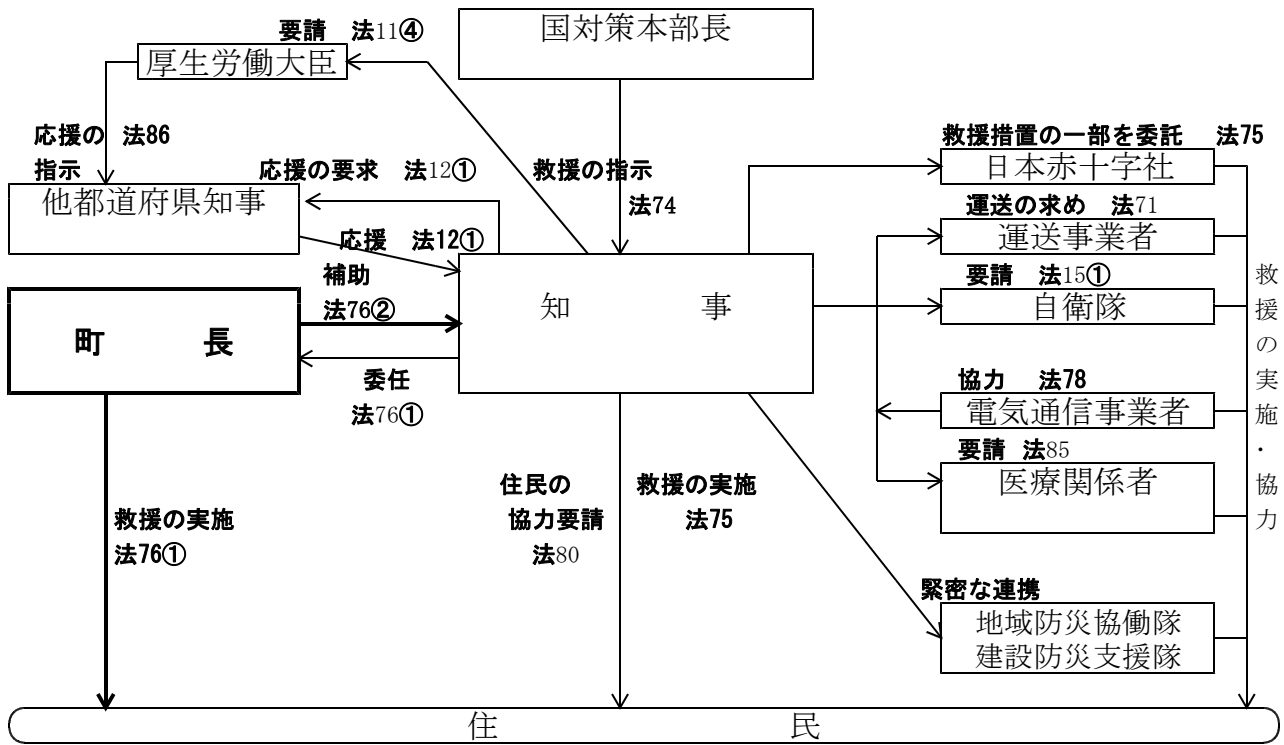 要請 法11④
国対策本部長
厚生労働大臣
応援の 法86
指示
応援の要求 法12①
救援の指示
法74
救援措置の一部を委託 法75
日本赤十字社
他都道府県知事
運送の求め 法71
運送事業者
応援 法12①
補助
法76②
要請 法15①
自衛隊
知 事
町 長
委任
法76①
協力 法78
電気通信事業者
要請 法85
医療関係者
救援の実施・協力
救援の実施
法76①
住民の
協力要請
法80
救援の実施
法75
緊密な連携
地域防災協働隊
建設防災支援隊
住 民